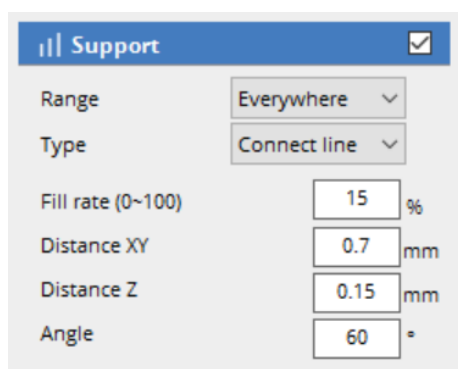 Support
Range Everywhere
Type Connect line
Fill rate (0~100) 15 %
Distance XY 0.7 mm
Distance Z 0.15 mm
Angle 60 °